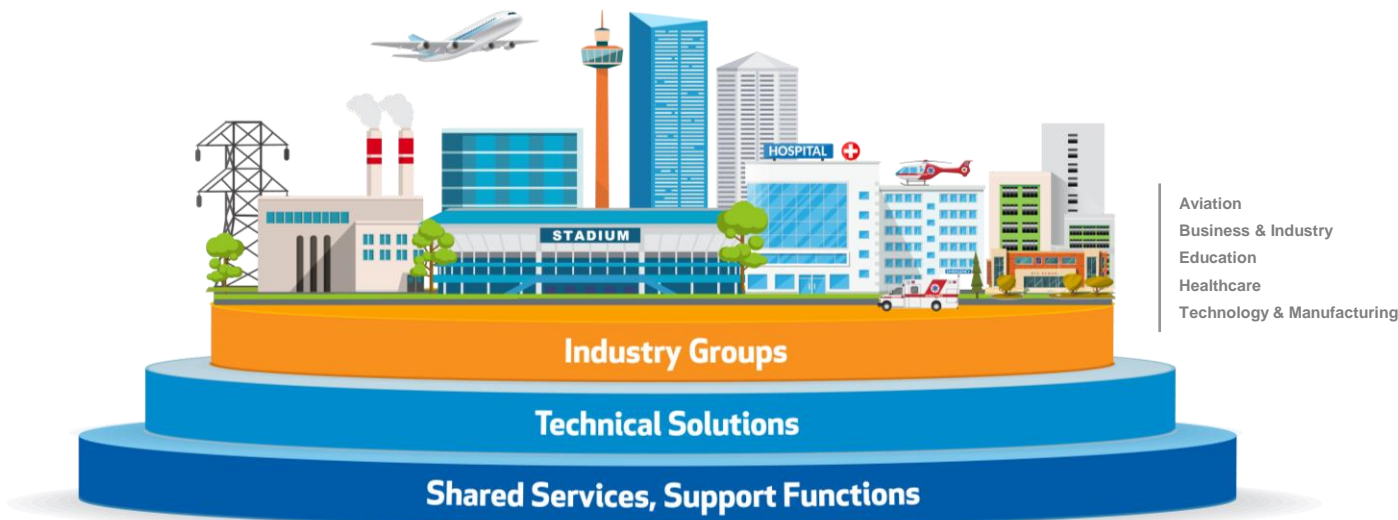 HOSPITAL
STADIUM
Aviation
Business & Industry
Education
Healthcare
Technology & Manufacturing
Industry Groups
Technical Solutions
Shared Services, Support Functions